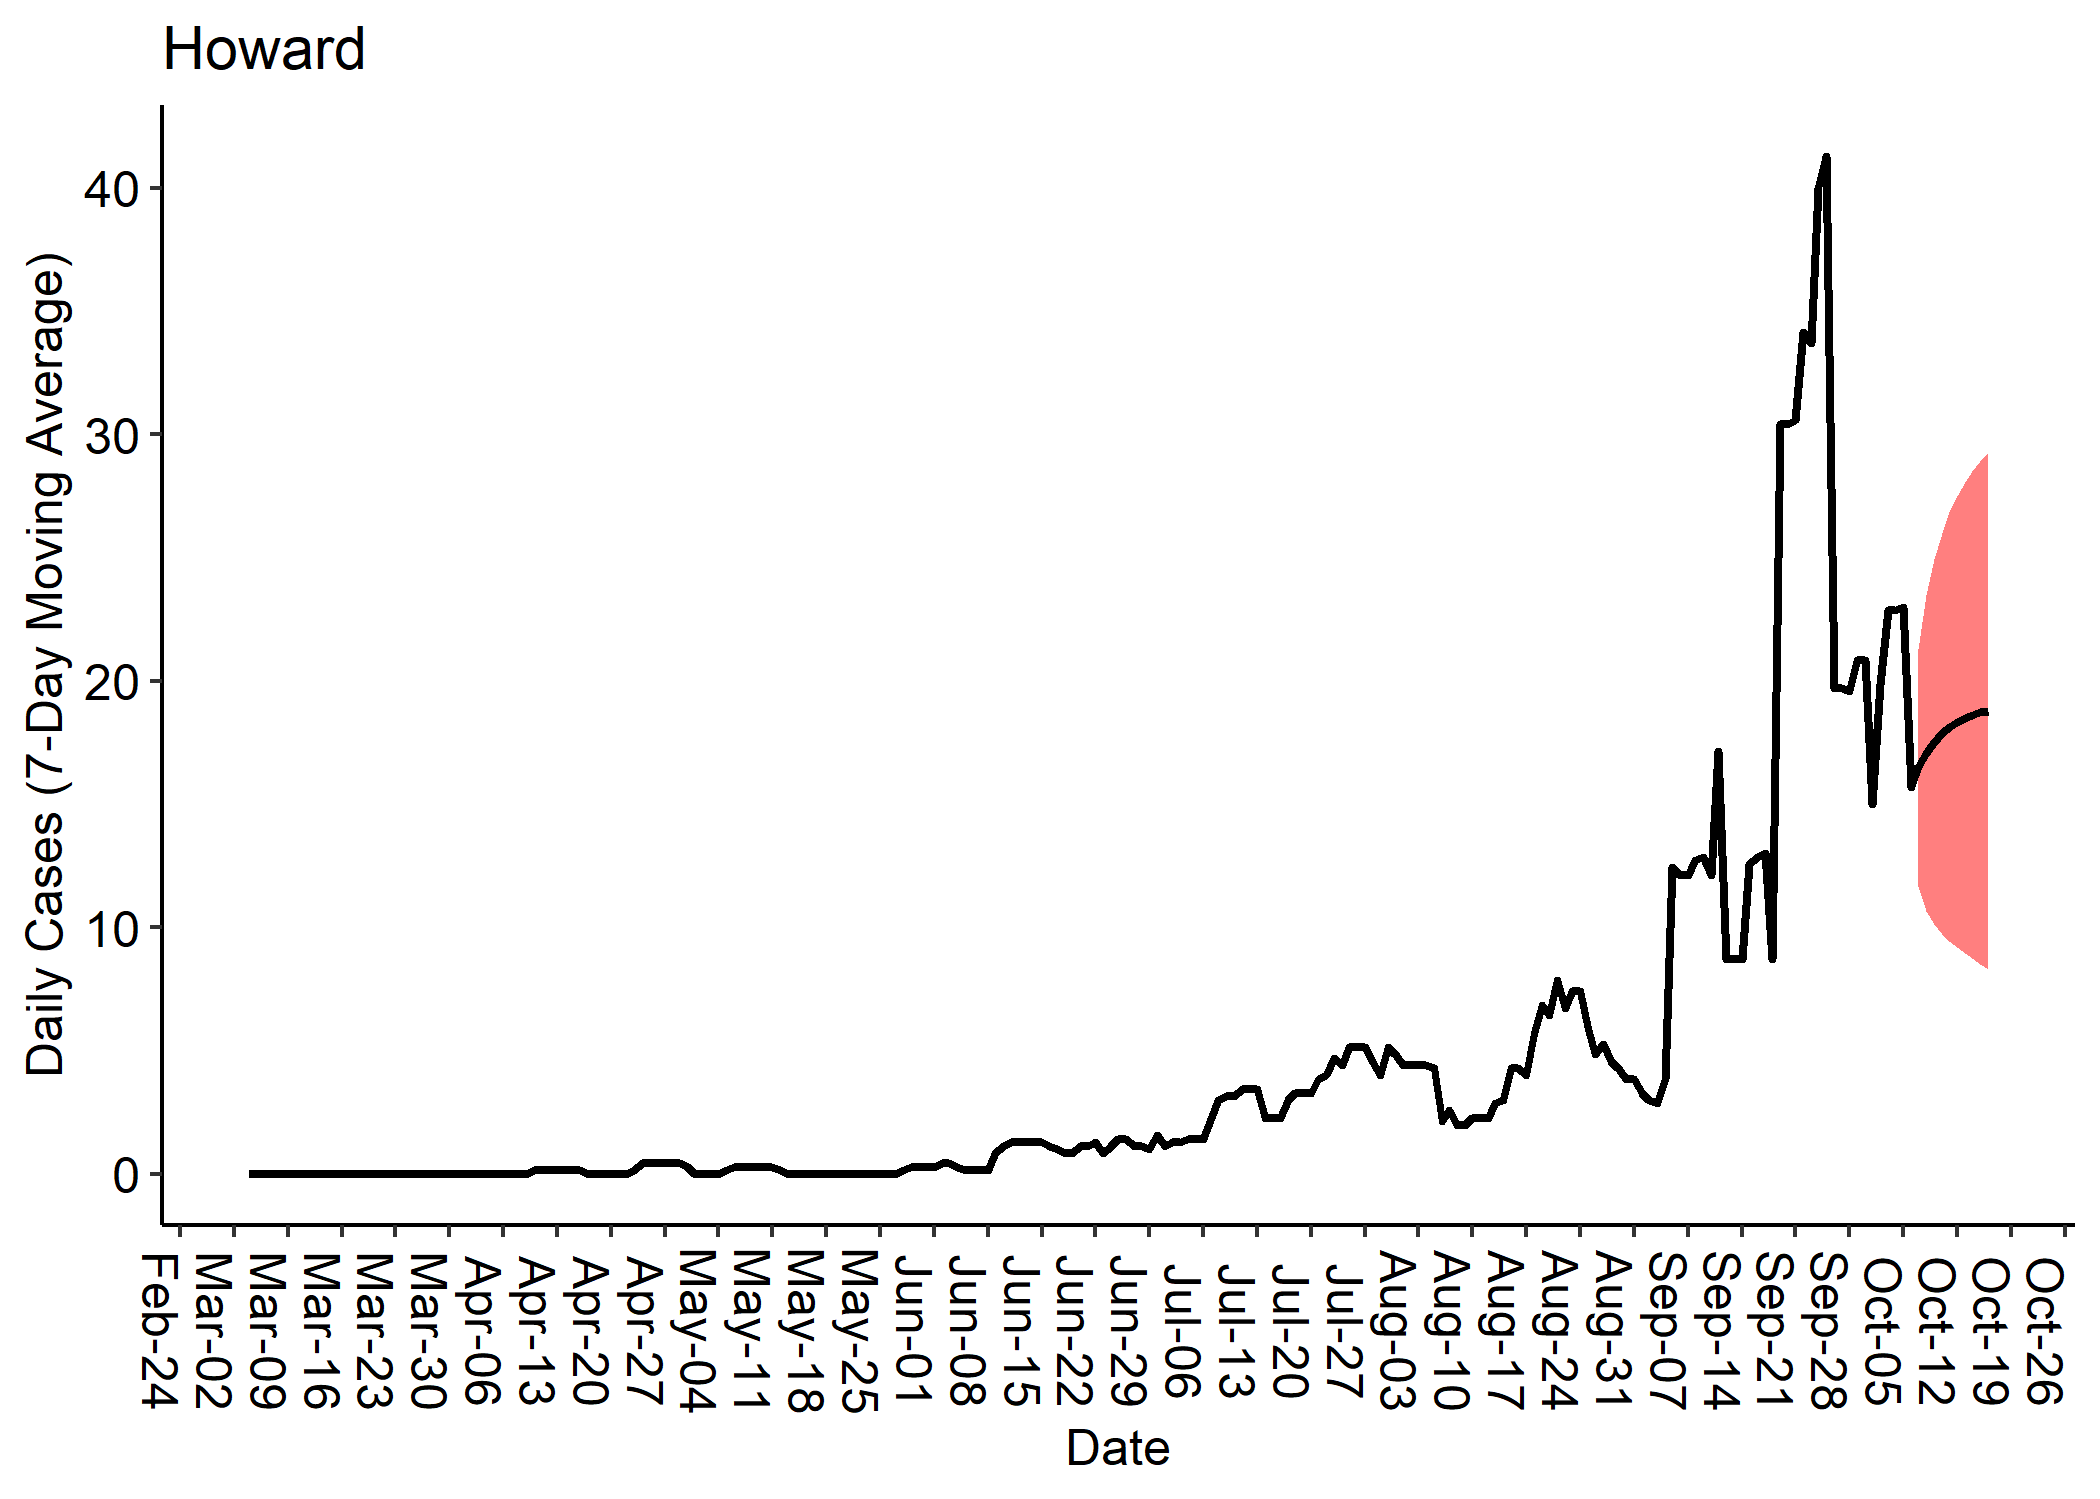 Howard
Daily Cases (7-Day Moving Average)
40
30
20
10
0
Feb-24
Mar-02
Mar-09
Mar-16
Mar-23
Mar-30
Apr-06
Apr-13
Apr-20
Apr-27
May-04
May-11
May-18
May-25
Jun-01
Jun-08
Jun-15
Jun-22
Jun-29
Jul-06
Jul-13
Jul-20
Jul-27
Aug-03
Aug-10
Aug-17
Aug-24
Aug-31
Sep-07
Sep-14
Sep-21
Sep-28
Oct-05
Oct-12
Oct-19
Oct-26
Date